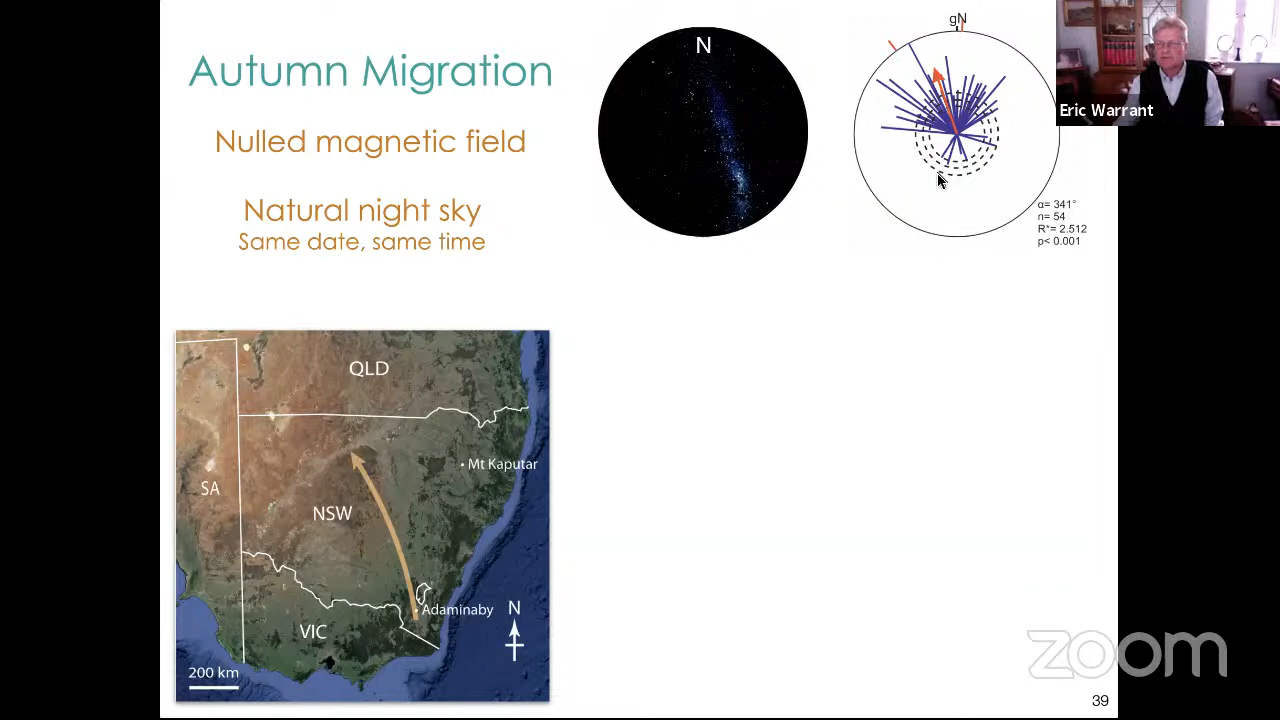 Autumn Migration
Nulled magnetic field
Natural night sky
Same date, same time
N
gN
α= 341°
n= 54
R*= 2.512
p< 0.001
Eric Warrant
QLD
Mt Kaputar
SA
NSW
Adaminaby
N
VIC
200 km
zoom
39